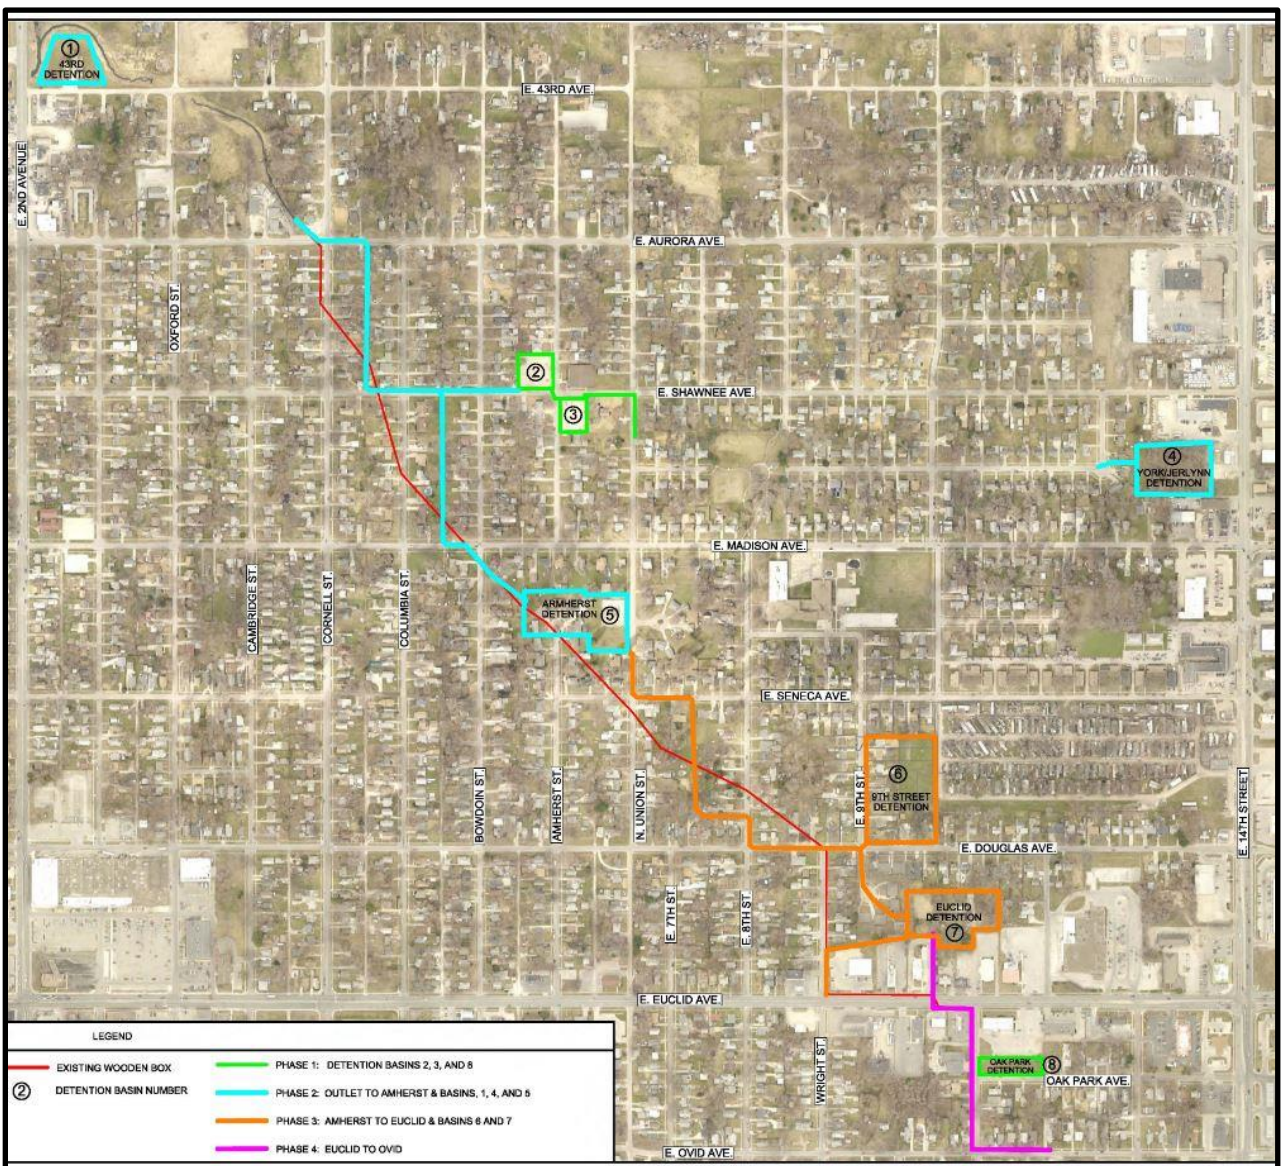 ①
43RD
DETENTION
E. 43RD AVE.
E. 2ND AVENUE
E. AURORA AVE.
OXFORD ST.
②
E. SHAWNEE AVE.
③
④
YORK/JERLYNN
DETENTION
E. MADISON AVE.
CAMBRIDGE ST.
CORNELL ST.
COLUMBIA ST.
ARMHERST
DETENTION ⑤
E. SENECA AVE.
BOWDOIN ST.
AMHERST ST.
N. UNION ST.
E. 9TH ST.
⑥
9TH STREET
DETENTION
E. 14TH STREET
E. DOUGLAS AVE.
E. 7TH ST.
E. 8TH ST.
EUCLID
DETENTION
⑦
E. EUCLID AVE.
WRIGHT ST.
OAK PARK
DETENTION
⑧
OAK PARK AVE.
E. OVID AVE.
LEGEND
EXISTING WOODEN BOX
② DETENTION BASIN NUMBER
PHASE 1: DETENTION BASINS 2, 3, AND 8
PHASE 2: OUTLET TO AMHERST & BASINS, 1, 4, AND 5
PHASE 3: AMHERST TO EUCLID & BASINS 6 AND 7
PHASE 4: EUCLID TO OVID